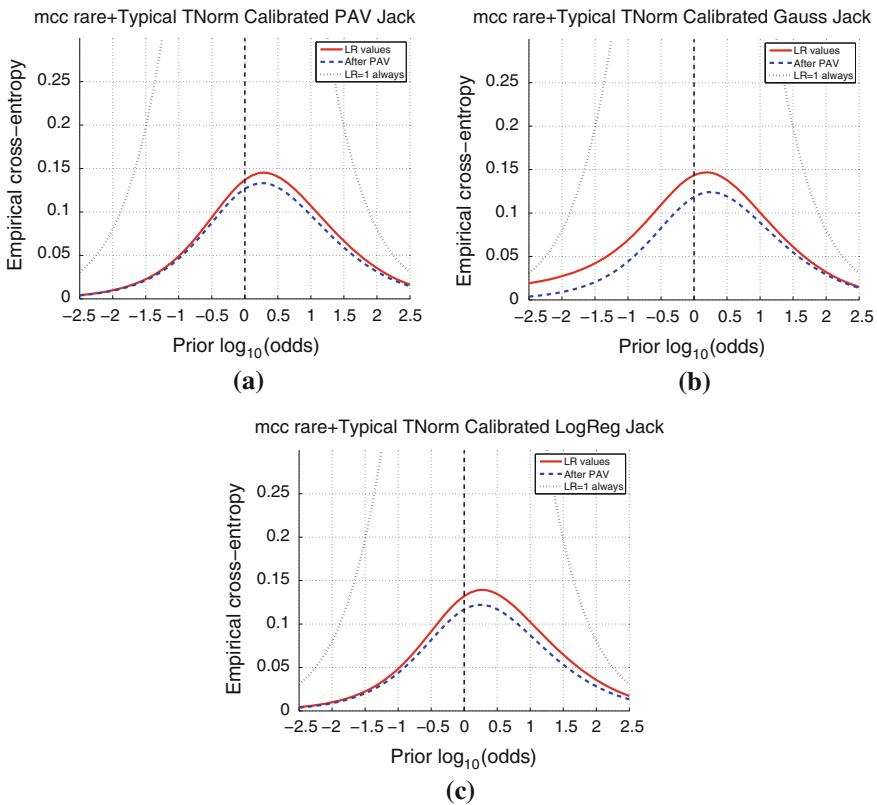 mcc rare+Typical TNorm Calibrated PAV Jack
LR values
After PAV
LR=1 always
Empirical cross−entropy
0.25
0.2
0.15
0.1
0.05
0
−2.5 −2 −1.5 −1 −0.5 0 0.5 1 1.5 2 2.5
Prior log10(odds)
(a)
mcc rare+Typical TNorm Calibrated Gauss Jack
LR values
After PAV
LR=1 always
Empirical cross−entropy
0.25
0.2
0.15
0.1
0.05
0
−2.5 −2 −1.5 −1 −0.5 0 0.5 1 1.5 2 2.5
Prior log10(odds)
(b)
mcc rare+Typical TNorm Calibrated LogReg Jack
LR values
After PAV
LR=1 always
Empirical cross−entropy
0.25
0.2
0.15
0.1
0.05
0
−2.5 −2 −1.5 −1 −0.5 0 0.5 1 1.5 2 2.5
Prior log10(odds)
(c)